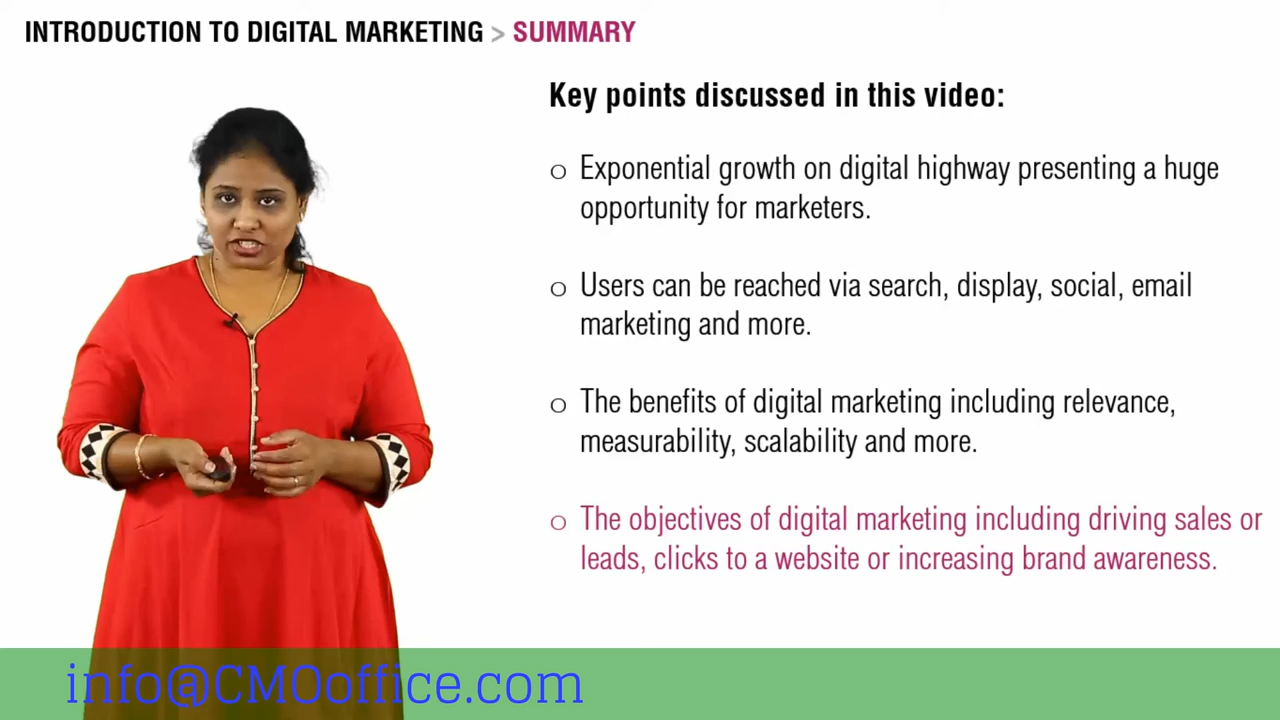 INTRODUCTION TO DIGITAL MARKETING > SUMMARY
Key points discussed in this video:
o Exponential growth on digital highway presenting a huge
opportunity for marketers.
o Users can be reached via search, display, social, email
marketing and more.
o The benefits of digital marketing including relevance,
measurability, scalability and more.
o The objectives of digital marketing including driving sales or
leads, clicks to a website or increasing brand awareness.
info@CMOoffice.com